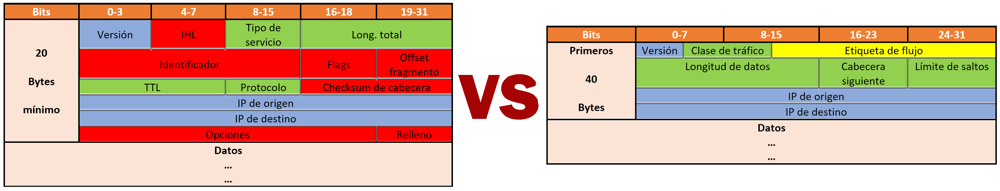 Bits 0-3 4-7 8-15 16-18 19-31
20
Bytes
mínimo
Versión IHL Tipo de servicio Long. total
Identificador Flags Offset fragmento
TTL Protocolo Checksum de cabecera
IP de origen
IP de destino
Opciones Relleno
Datos
...
...
VS
Bits 0-7 8-15 16-23 24-31
Primeros
40
Bytes
Versión Clase de tráfico Etiqueta de flujo
Longitud de datos Cabecera siguiente Límite de saltos
IP de origen
IP de destino
Datos
...
...